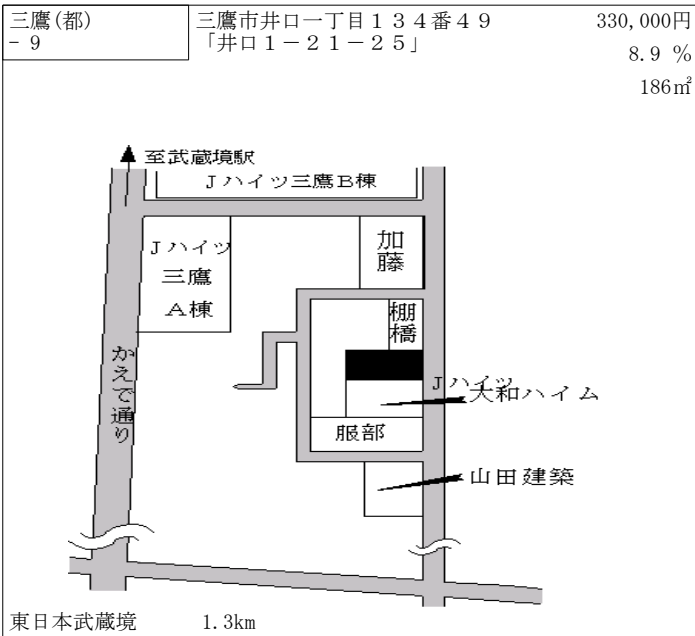 三鷹(都)
－９
三鷹市井口一丁目１３４番４９
「井口１－２１－２５」
330,000円
8.9 %
186㎡
至武蔵境駅
Ｊハイツ三鷹Ｂ棟
Ｊハイツ
三鷹
Ａ棟
加藤
棚橋
かえで通り
Ｊハイツ
大和ハイム
服部
山田建築
東日本武蔵境　1.3km